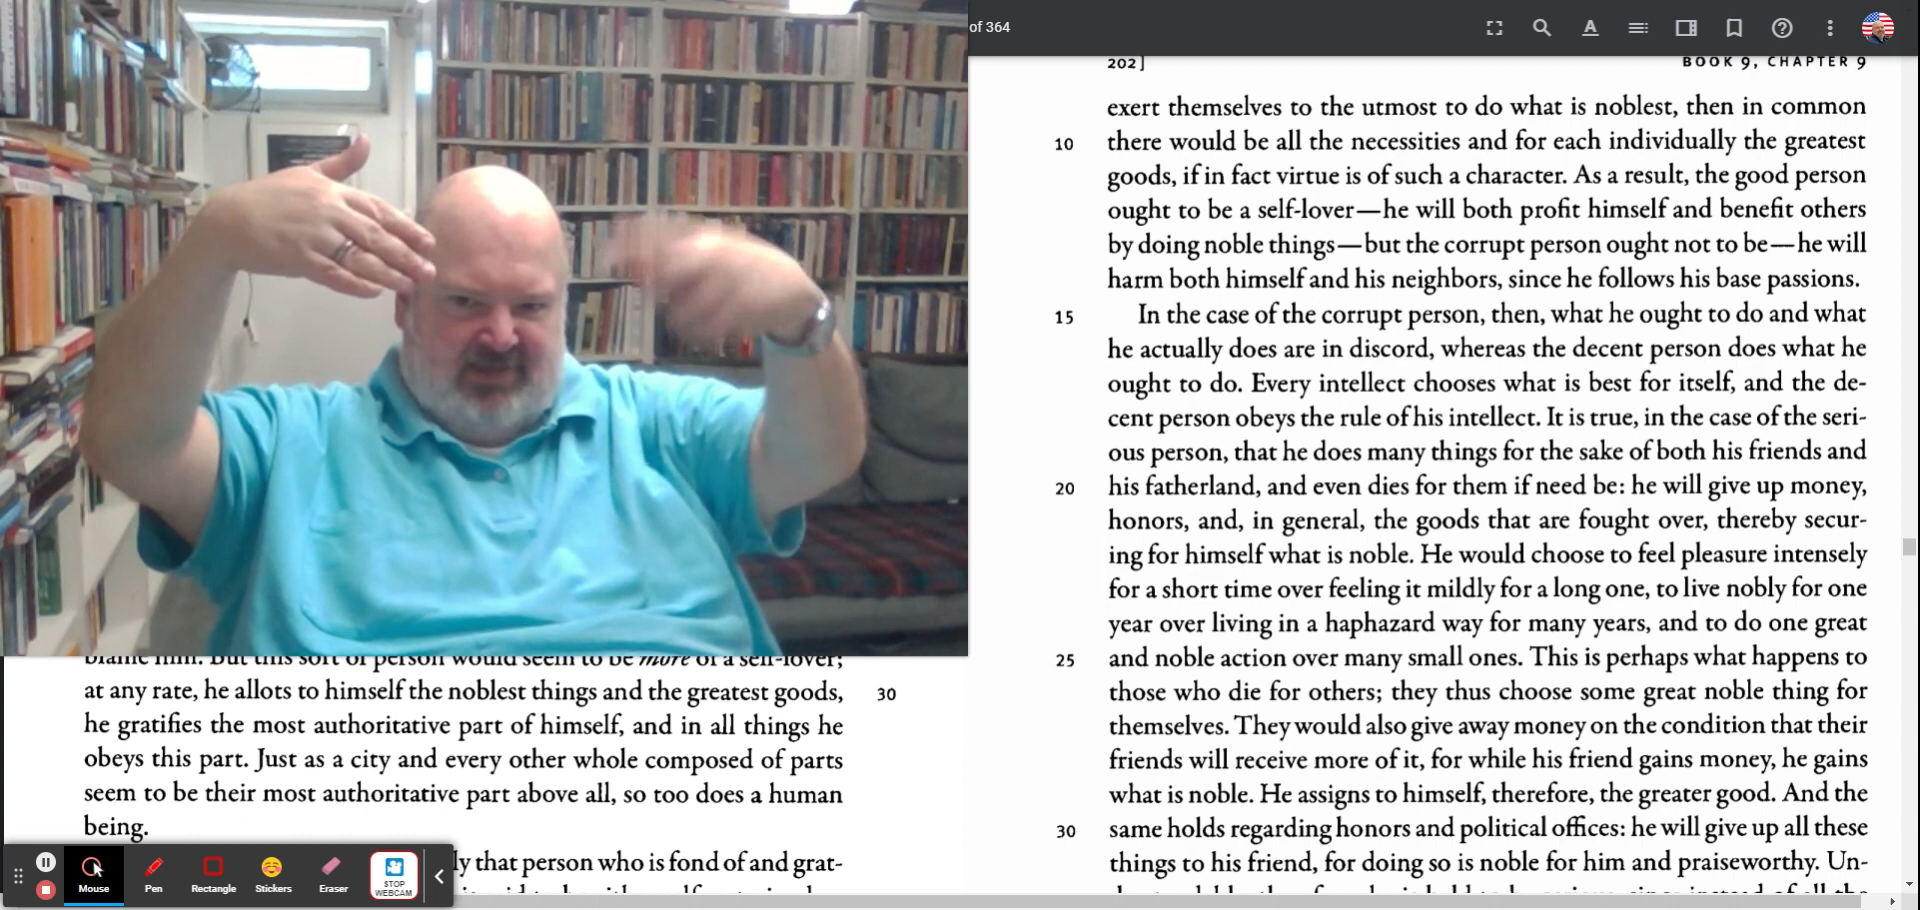 of 364
202]
BOOK 9, CHAPTER 9
exert themselves to the utmost to do what is noblest, then in common
10 there would be all the necessities and for each individually the greatest
goods, if in fact virtue is of such a character. As a result, the good person
ought to be a self-lover—he will both profit himself and benefit others
by doing noble things—but the corrupt person ought not to be—he will
harm both himself and his neighbors, since he follows his base passions.
15 In the case of the corrupt person, then, what he ought to do and what
he actually does are in discord, whereas the decent person does what he
ought to do. Every intellect chooses what is best for itself, and the de-
cent person obeys the rule of his intellect. It is true, in the case of the seri-
ous person, that he does many things for the sake of both his friends and
20 his fatherland, and even dies for them if need be: he will give up money,
honors, and, in general, the goods that are fought over, thereby secur-
ing for himself what is noble. He would choose to feel pleasure intensely
for a short time over feeling it mildly for a long one, to live nobly for one
year over living in a haphazard way for many years, and to do one great
25 and noble action over many small ones. This is perhaps what happens to
those who die for others; they thus choose some great noble thing for
themselves. They would also give away money on the condition that their
friends will receive more of it, for while his friend gains money, he gains
what is noble. He assigns to himself, therefore, the greater good. And the
30 same holds regarding honors and political offices: he will give up all these
things to his friend, for doing so is noble for him and praiseworthy. Un-
blame him. But this sort of person would seem to be more of a self-lover;
at any rate, he allots to himself the noblest things and the greatest goods, 30
he gratifies the most authoritative part of himself, and in all things he
obeys this part. Just as a city and every other whole composed of parts
seem to be their most authoritative part above all, so too does a human
being.
ly that person who is fond of and grat-
Mouse
Pen
Rectangle
Stickers
Eraser
STOP
WEBCAM